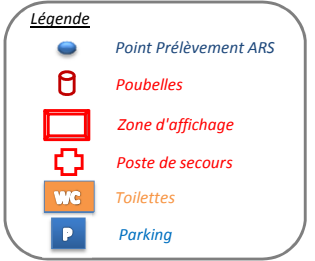 Légende
Point Prélèvement ARS
Poubelles
Zone d'affichage
Poste de secours
WC Toilettes
P Parking